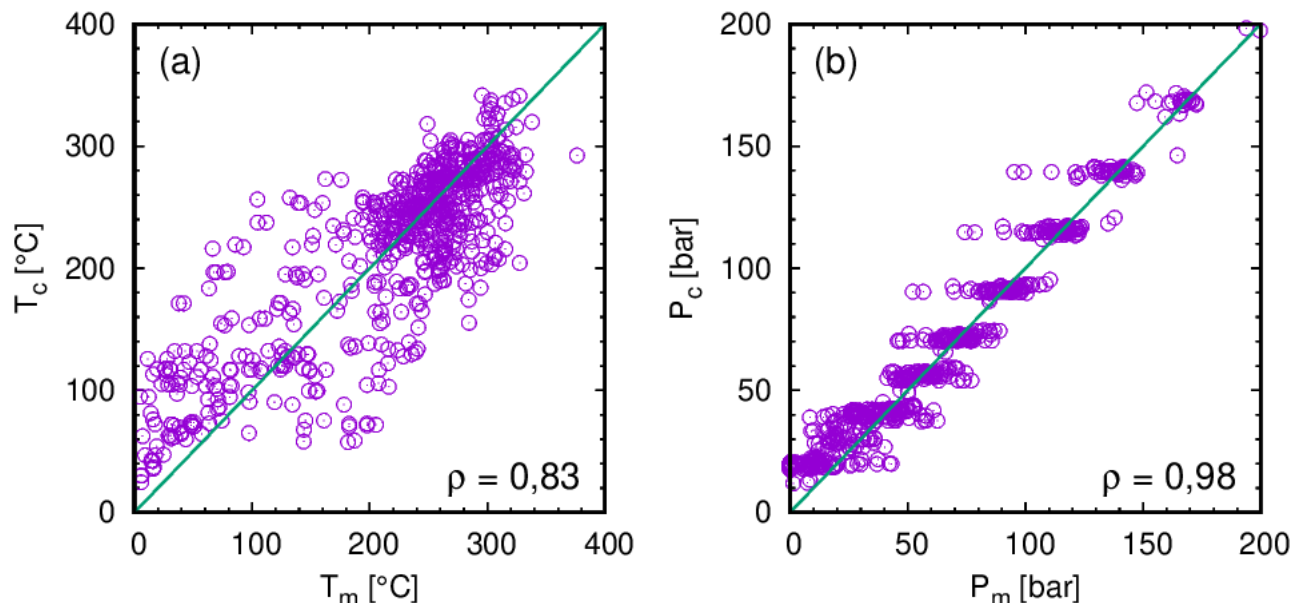 (a)
T_c [°C]
400
300
200
100
0
0 100 200 300 400
T_m [°C]
ρ = 0,83
(b)
P_c [bar]
200
150
100
50
0
0 50 100 150 200
P_m [bar]
ρ = 0,98